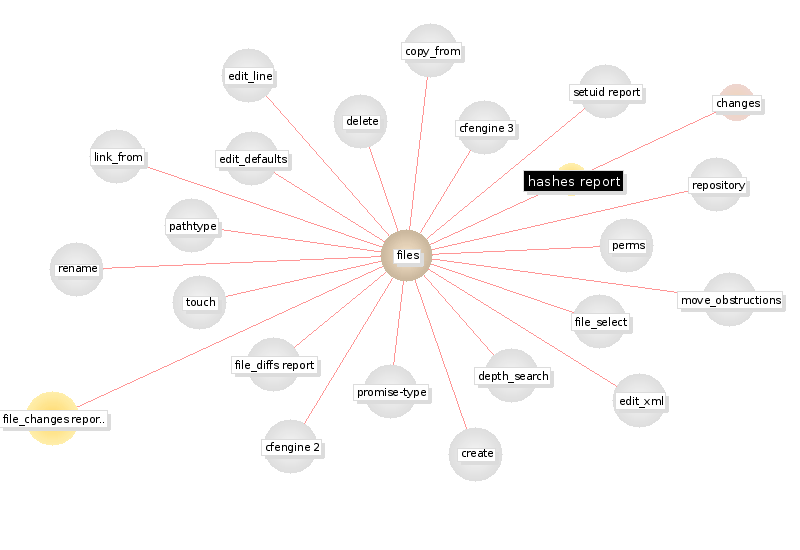 copy_from
edit_line
setuid report
changes
delete
cfengine 3
link_from
edit_defaults
hashes report
repository
pathtype
perms
files
rename
touch
move_obstructions
file_select
file_diffs report
depth_search
promise-type
edit_xml
file_changes repor..
cfengine 2
create